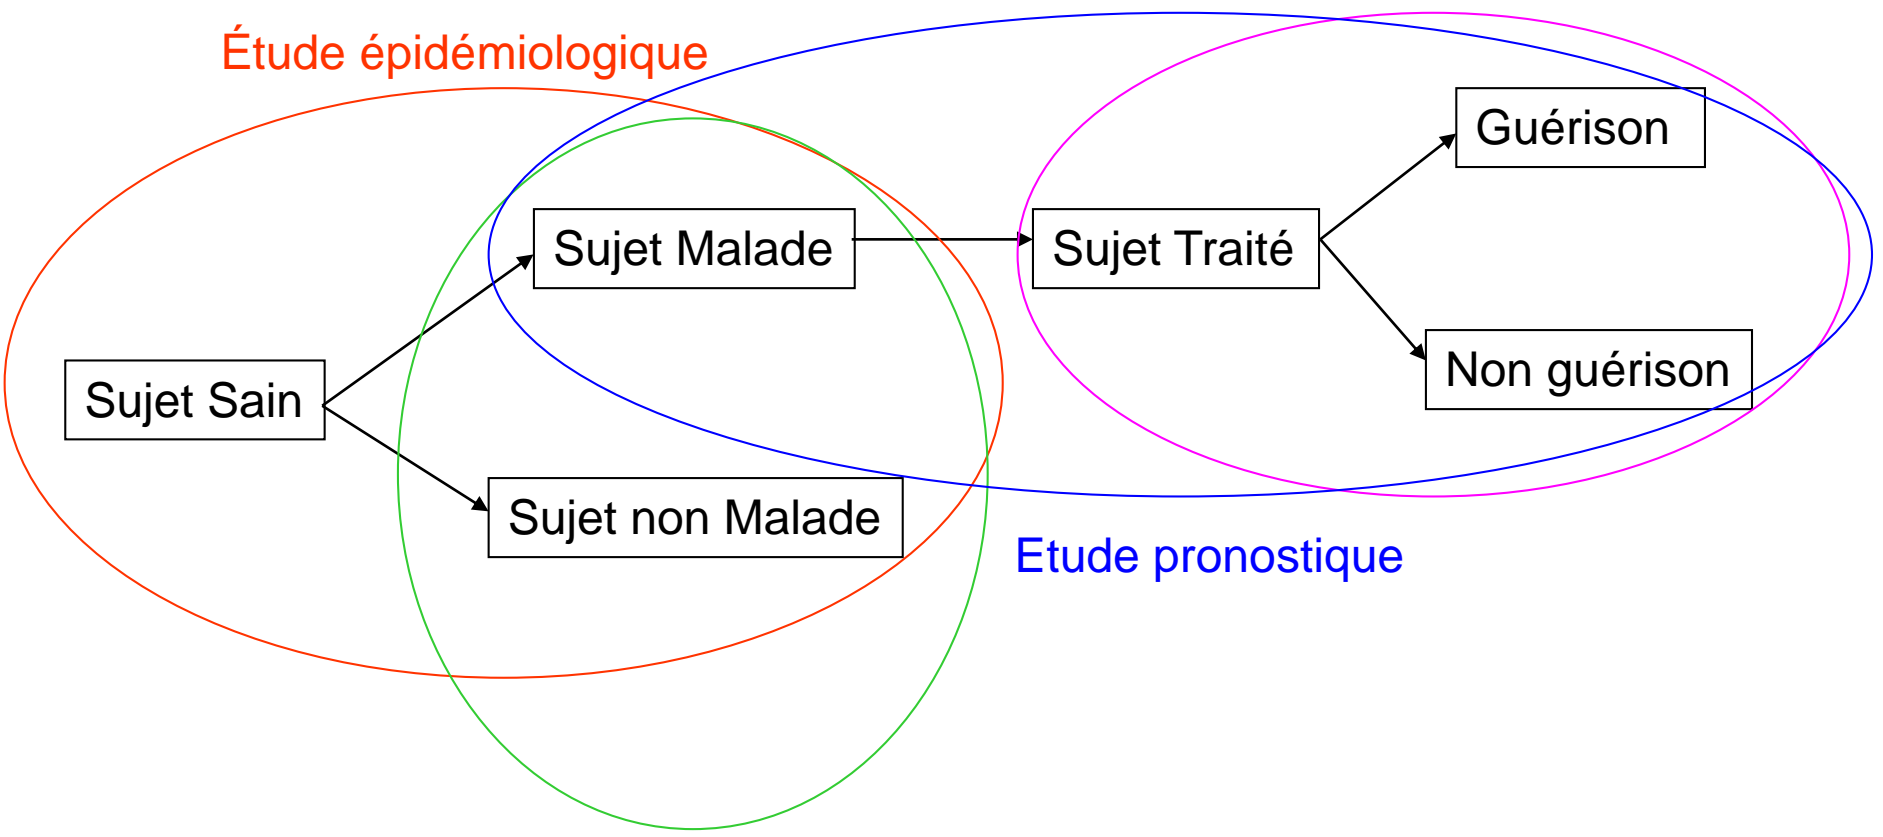 Étude épidémiologique
Guérison
Sujet Malade
Sujet Traité
Sujet Sain
Non guérison
Sujet non Malade
Etude pronostique